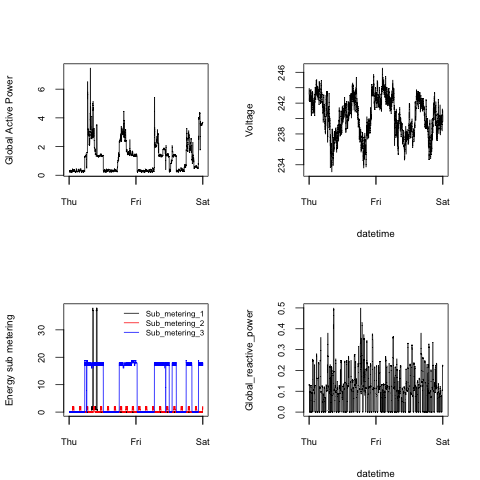 Global Active Power
6
4
2
0
Thu Fri Sat
Voltage
246
242
238
234
Thu Fri Sat
datetime
Energy sub metering
30
20
10
0
Sub_metering_1
Sub_metering_2
Sub_metering_3
Thu Fri Sat
Global_reactive_power
0.5
0.4
0.3
0.2
0.1
0.0
Thu Fri Sat
datetime